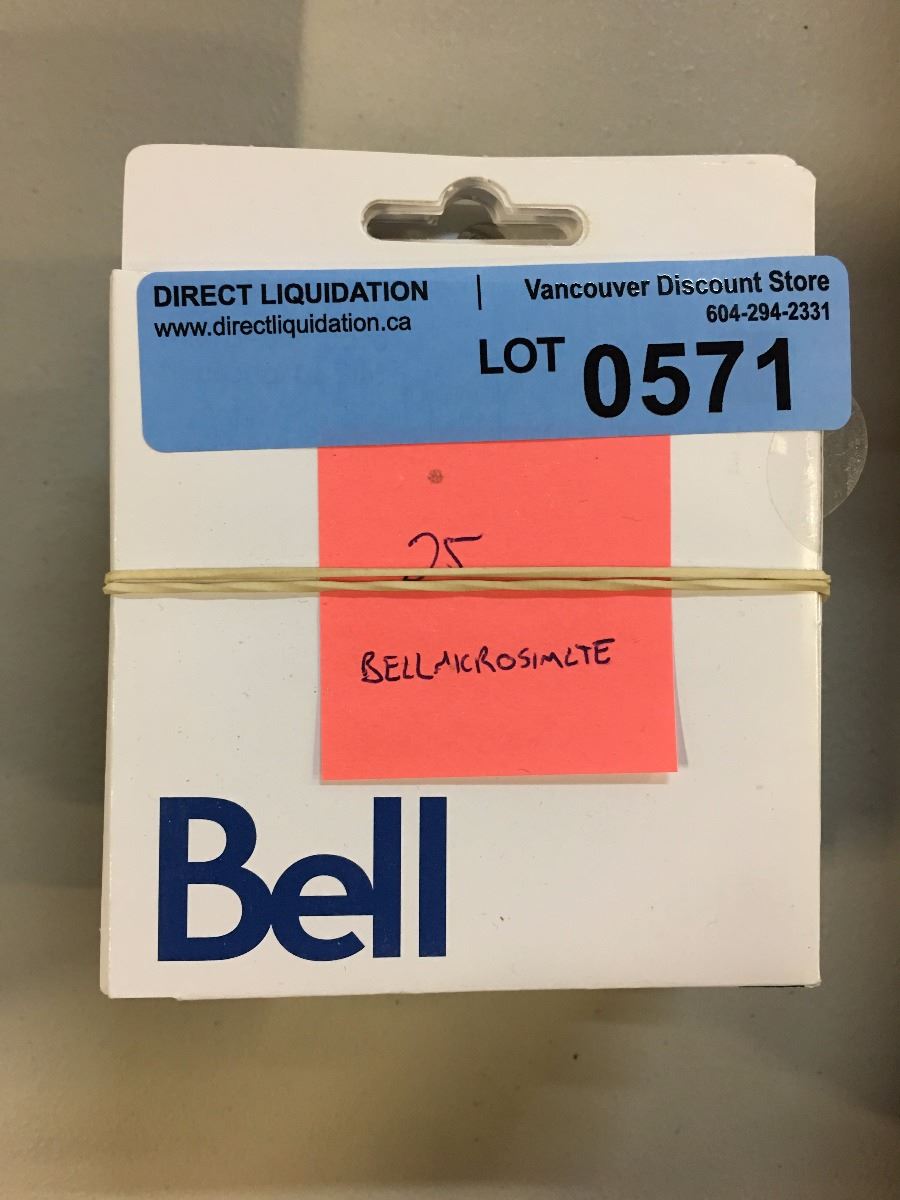 DIRECT LIQUIDATION | Vancouver Discount Store
www.directliquidation.ca 604-294-2331
LOT 0571
25
BELLMICROSIMLTE
Bell